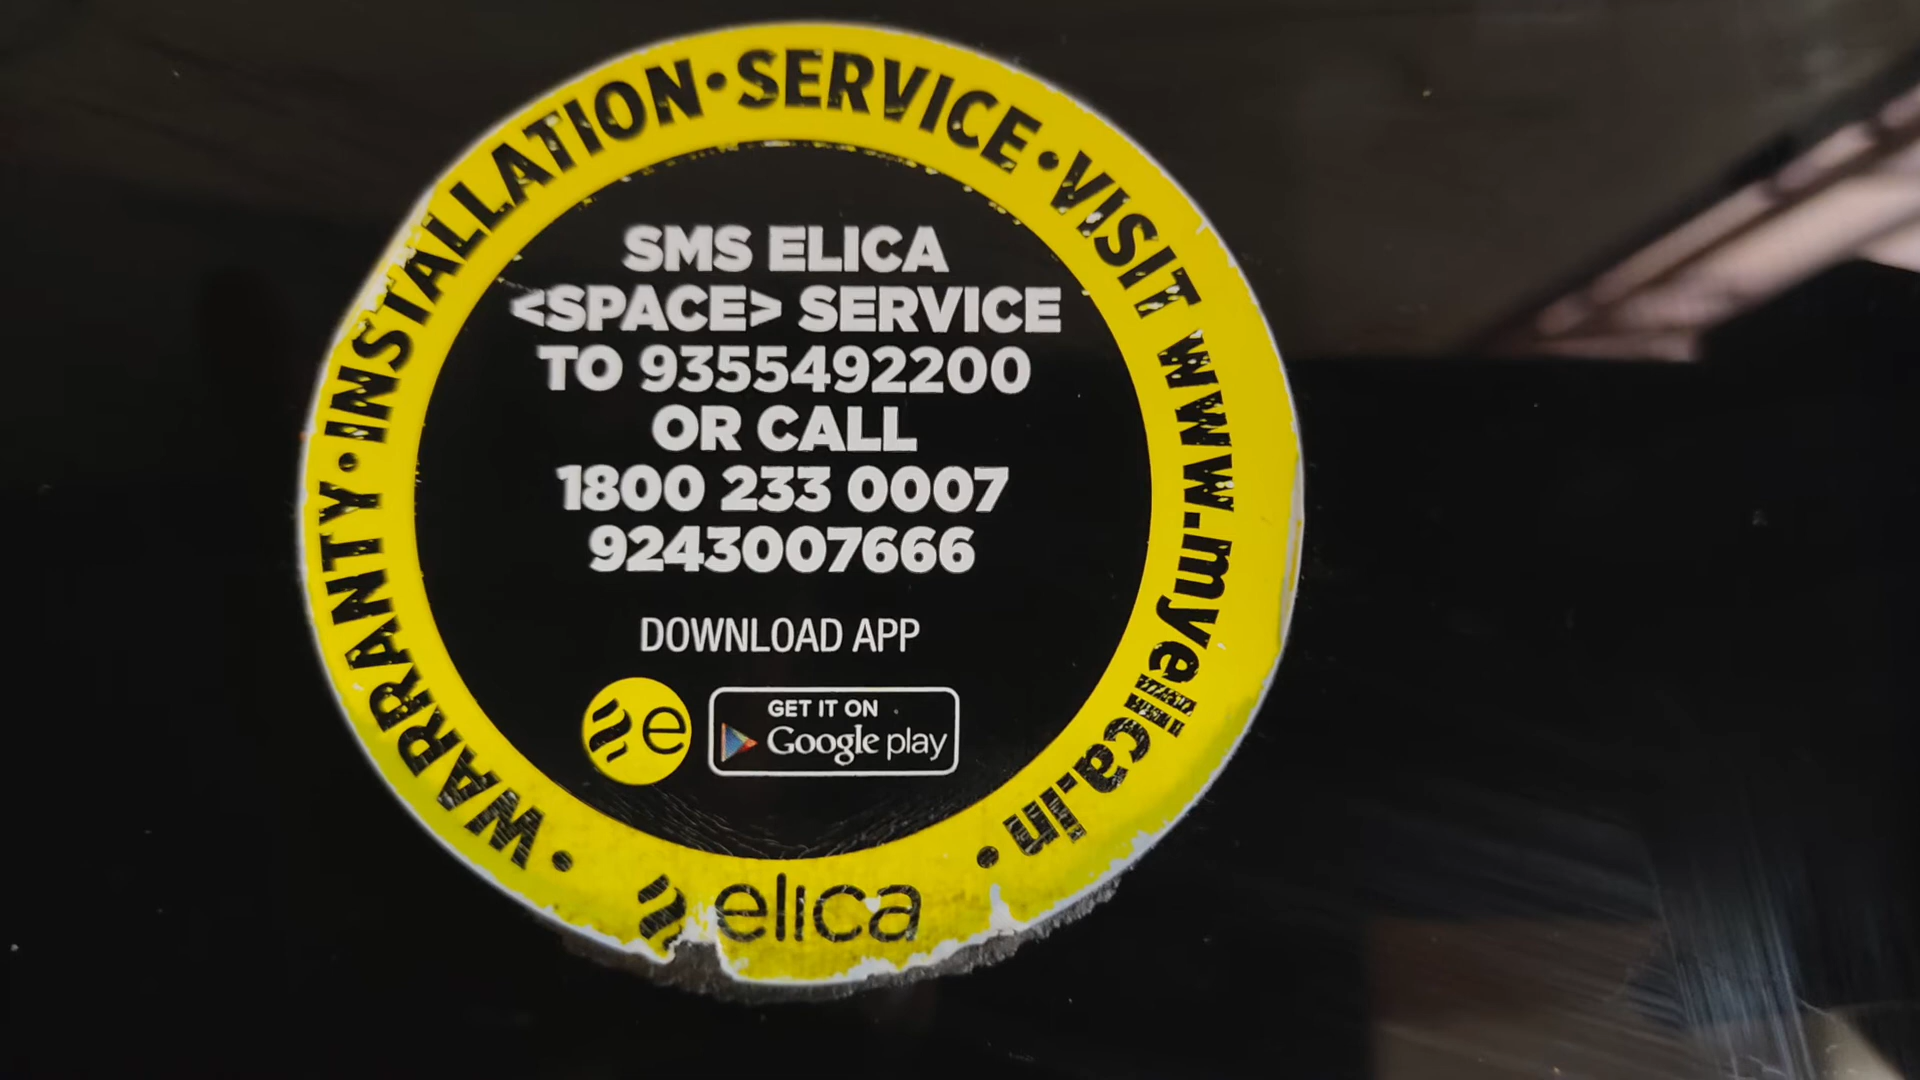 • WARRANTY • INSTALLATION • SERVICE • VISIT www.myelica.in •
SMS ELICA
<SPACE> SERVICE
TO 9355492200
OR CALL
1800 233 0007
9243007666
DOWNLOAD APP
e
GET IT ON
Google play
elica